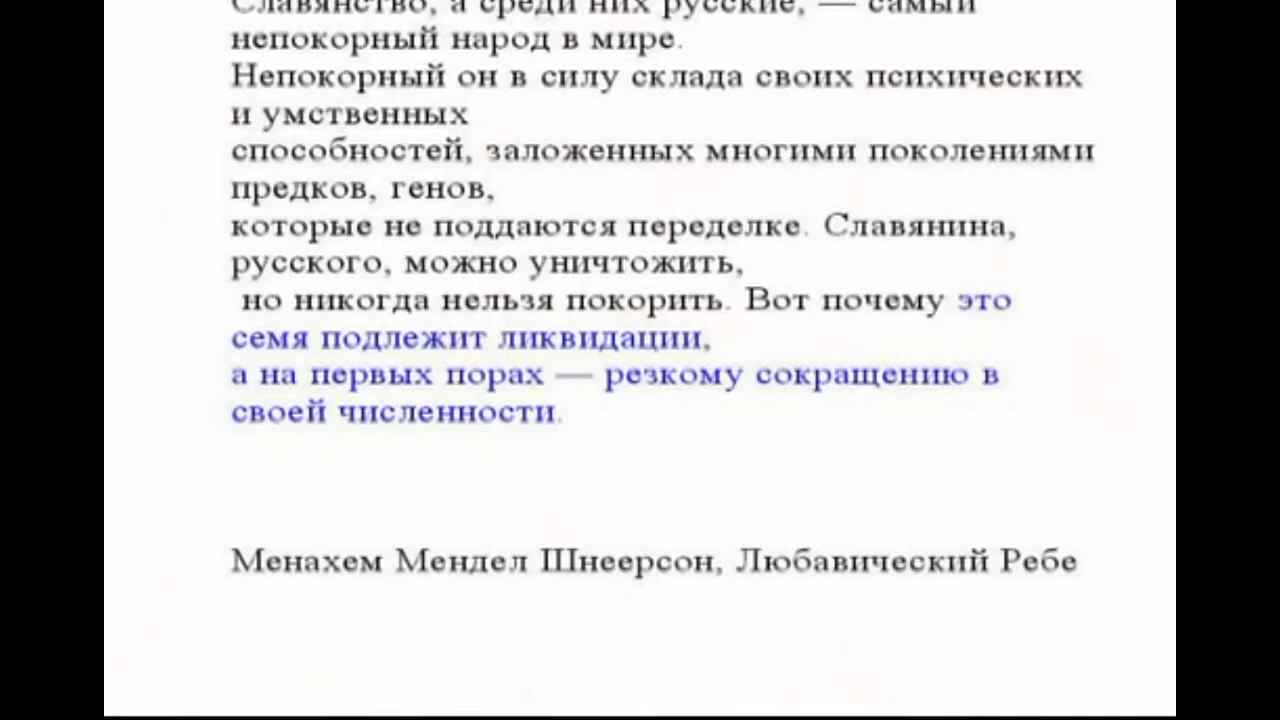 Славянство, а среди них русские, — самый
непокорный народ в мире.
Непокорный он в силу склада своих психических
и умственных
способностей, заложенных многими поколениями
предков, генов,
которые не поддаются переделке. Славянина,
русского, можно уничтожить,
но никогда нельзя покорить. Вот почему это
семя подлежит ликвидации,
а на первых порах — резкому сокращению в
своей численности.
Менахем Мендел Шнеерсон, Любавический Ребе